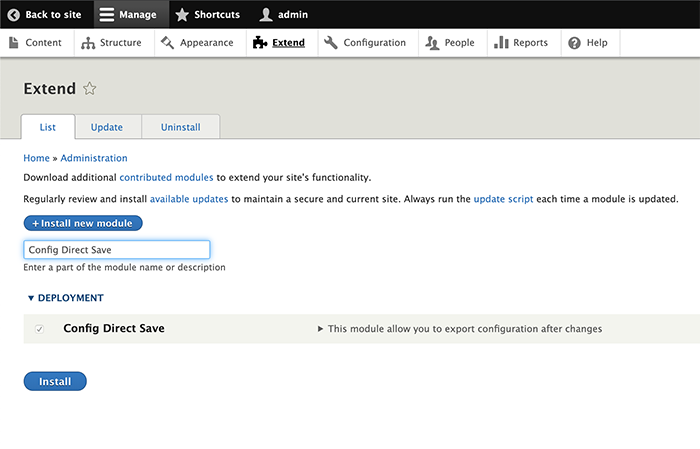 Back to site Manage Shortcuts admin
Content Structure Appearance Extend Configuration People Reports Help
Extend
List Update Uninstall
Home » Administration
Download additional contributed modules to extend your site's functionality.
Regularly review and install available updates to maintain a secure and current site. Always run the update script each time a module is updated.
+ Install new module
Config Direct Save
Enter a part of the module name or description
▼ DEPLOYMENT
Config Direct Save ▶ This module allow you to export configuration after changes
Install